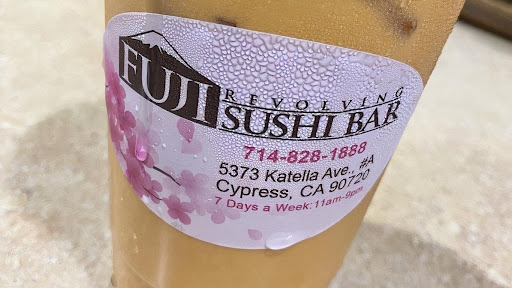 FUJI
REVOLVING
SUSHI BAR
714-828-1888
5373 Katella Ave., #A
Cypress, CA 90720
7 Days a Week: 11am-9pm